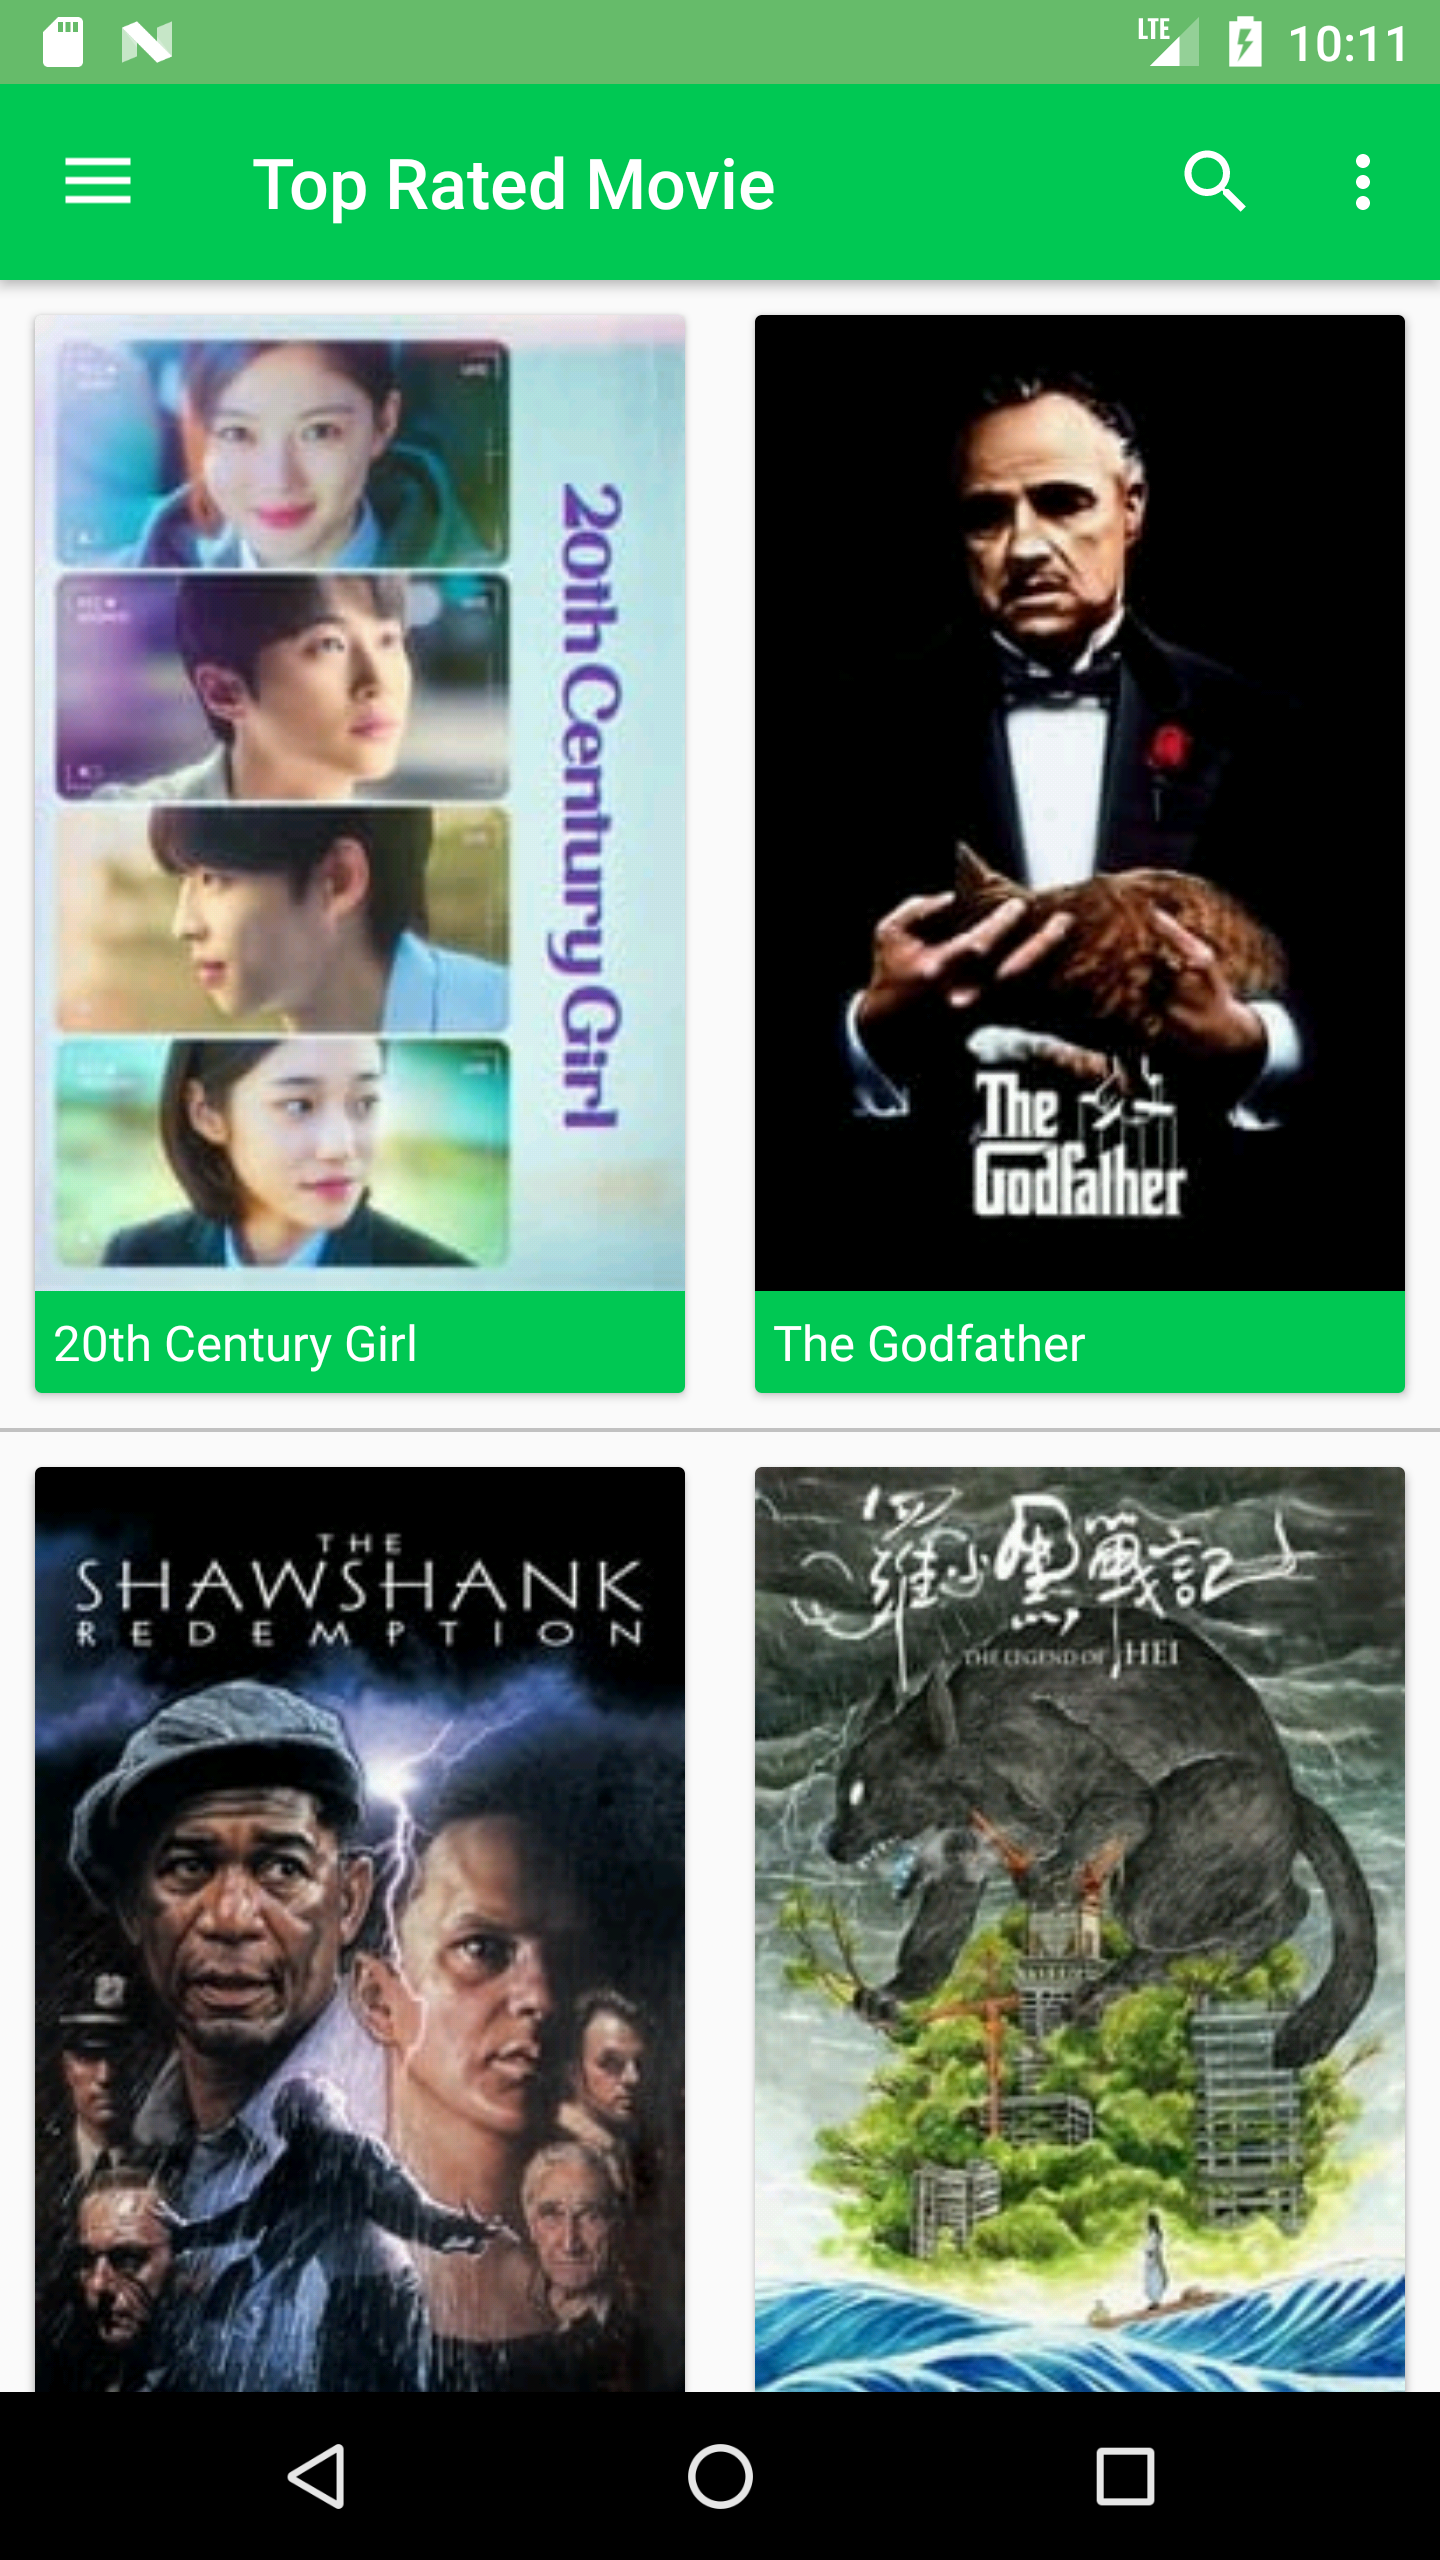 LTE 10:11
Top Rated Movie
20th Century Girl
The
Godfather
20th Century Girl
The Godfather
THE
SHAWSHANK
REDEMPTION
羅小黑戰記
THE LEGEND OF HEI